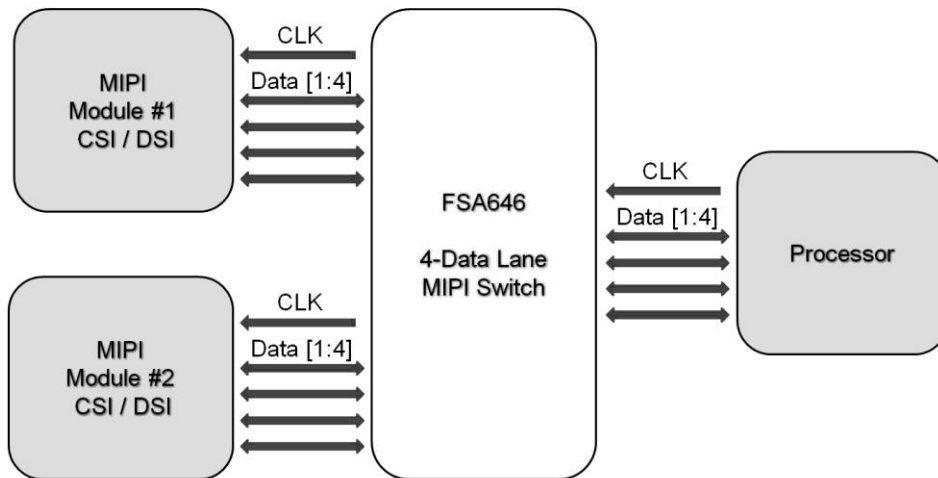 MIPI
Module #1
CSI / DSI
CLK
Data [1:4]
MIPI
Module #2
CSI / DSI
CLK
Data [1:4]
FSA646
4-Data Lane
MIPI Switch
CLK
Data [1:4]
Processor